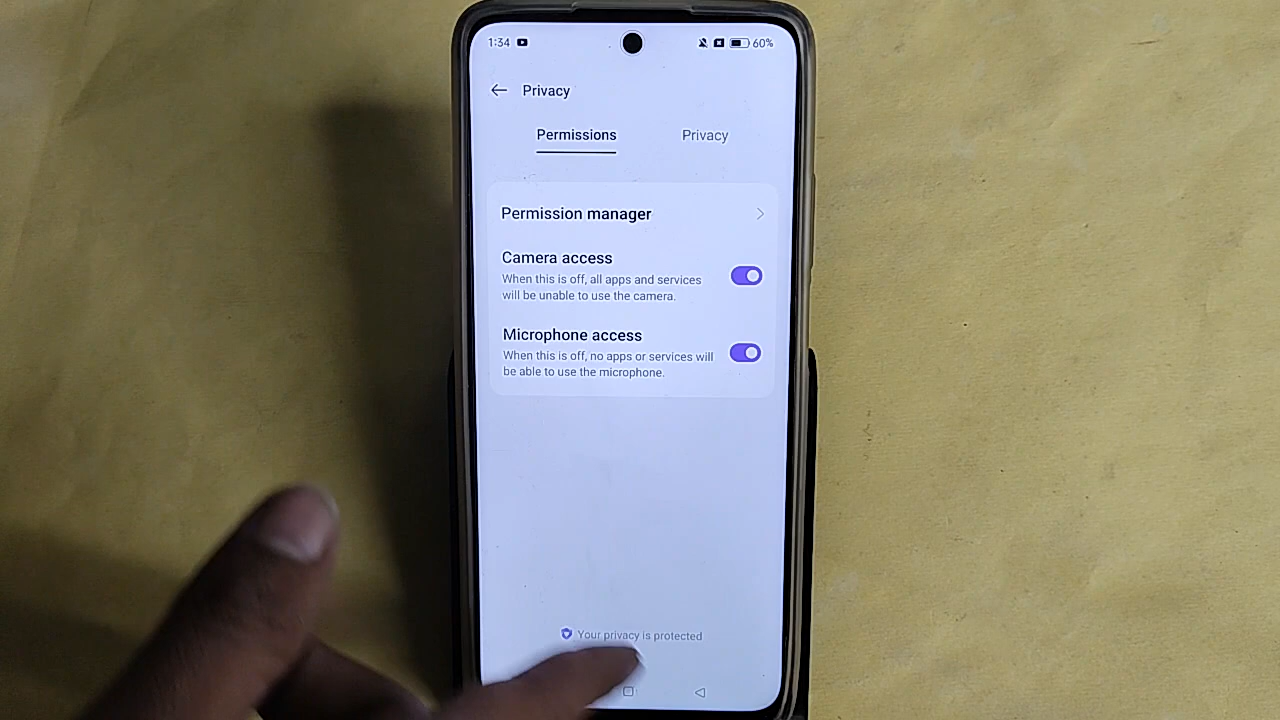 1:34 60%
Privacy
Permissions Privacy
Permission manager
Camera access
When this is off, all apps and services
will be unable to use the camera.
Microphone access
When this is off, no apps or services will
be able to use the microphone.
Your privacy is protected